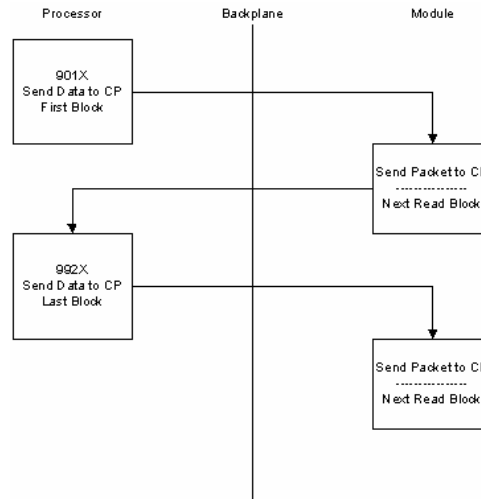 Processor Backplane Module
901X
Send Data to CP
First Block
Send Packet to
---------------
Next Read Block
992X
Send Data to CP
Last Block
Send Packet to
---------------
Next Read Block